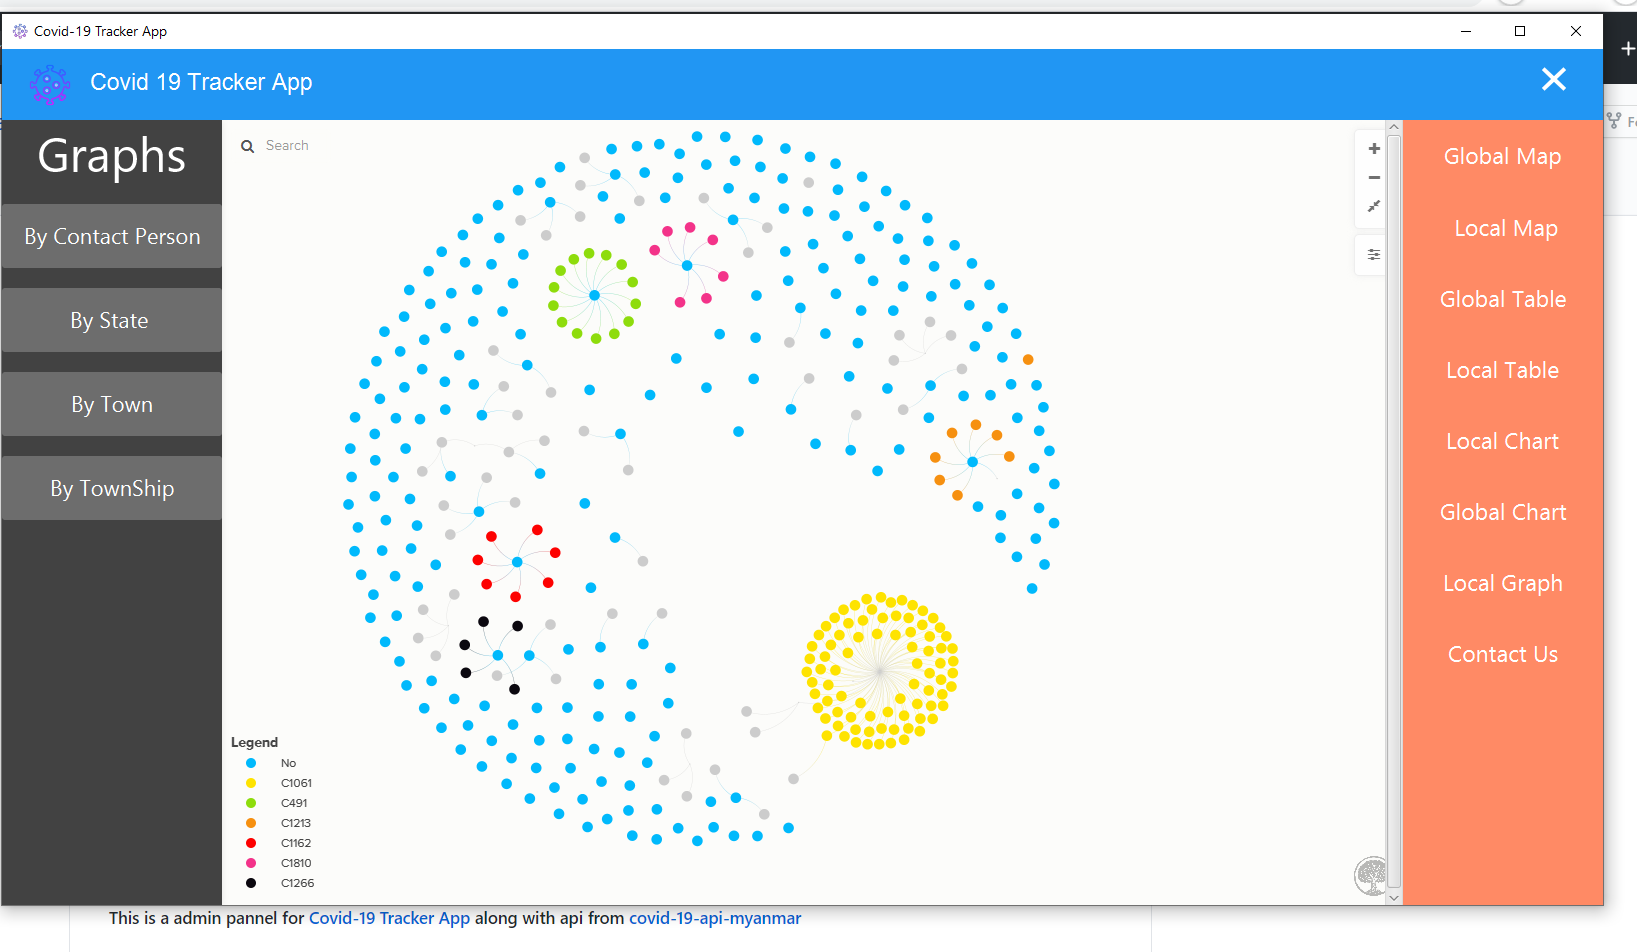 Covid-19 Tracker App
Covid 19 Tracker App
Graphs
By Contact Person
By State
By Town
By TownShip
Search
Legend
No
C1061
C491
C1213
C1162
C1810
C1266
Global Map
Local Map
Global Table
Local Table
Local Chart
Global Chart
Local Graph
Contact Us
This is a admin pannel for Covid-19 Tracker App along with api from covid-19-api-myanmar